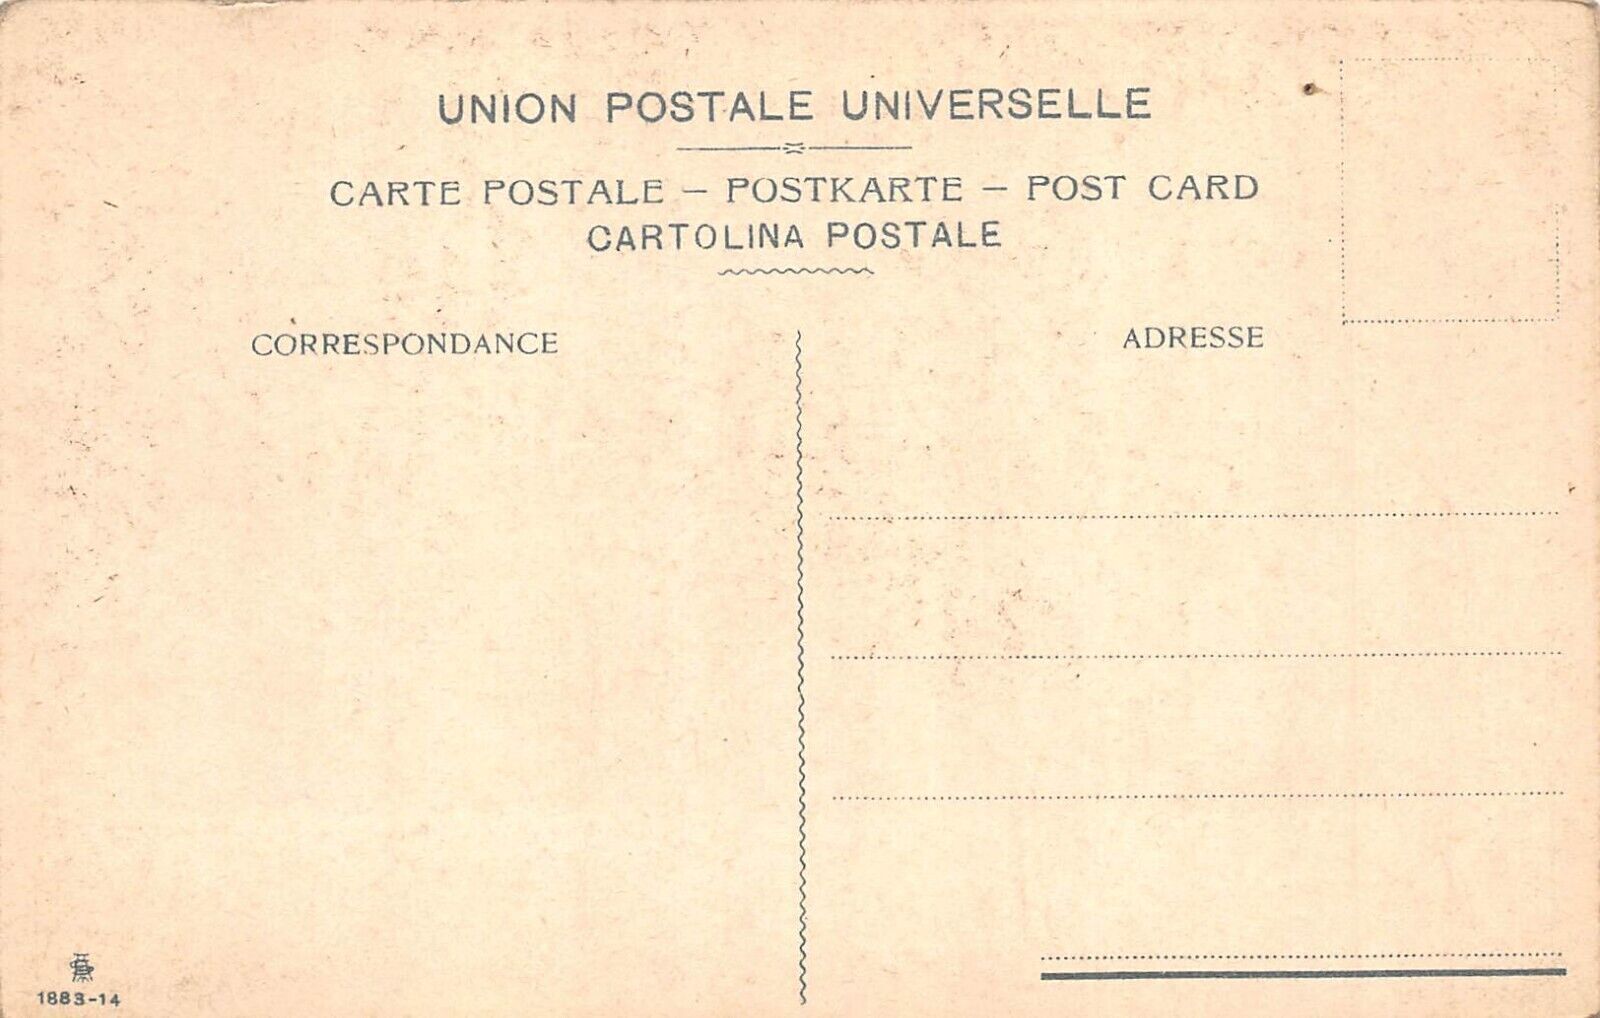 UNION POSTALE UNIVERSELLE
CARTE POSTALE – POSTKARTE – POST CARD
CARTOLINA POSTALE
CORRESPONDANCE
ADRESSE
1883-14